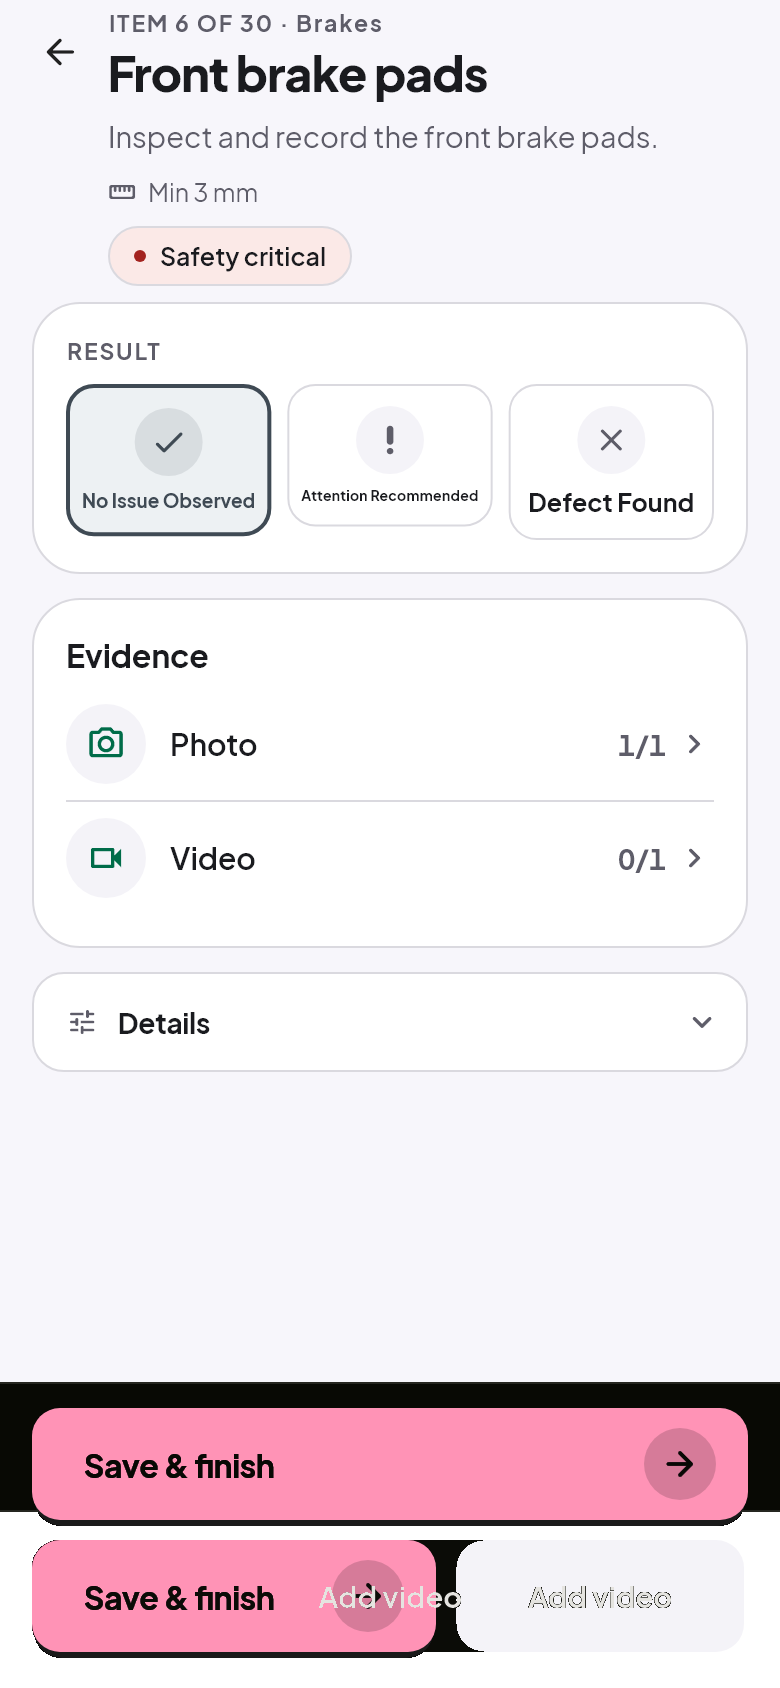 ITEM 6 OF 30 · Brakes
Front brake pads
Inspect and record the front brake pads.
Min 3 mm
Safety critical
RESULT
No Issue Observed
Attention Recommended
Defect Found
Evidence
Photo 1/1
Video 0/1
Details
Save & finish
Save & finish Add video Add video